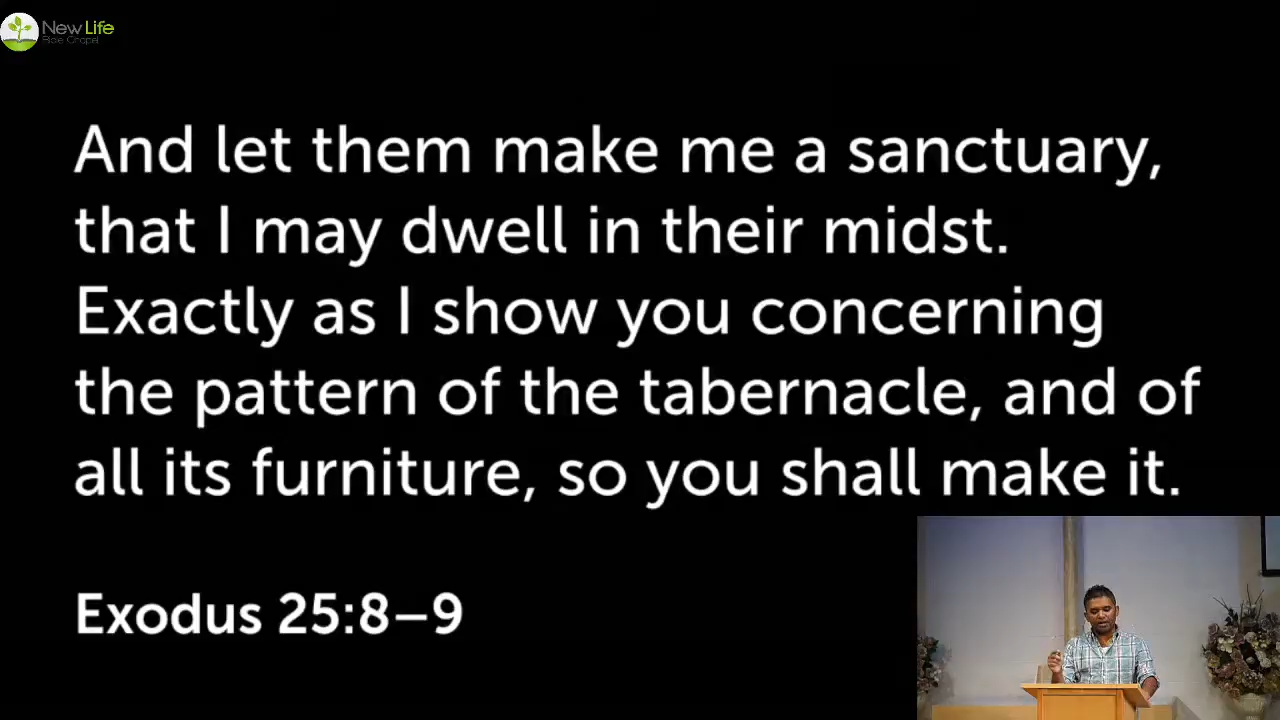 New Life
Bible Chapel
And let them make me a sanctuary,
that I may dwell in their midst.
Exactly as I show you concerning
the pattern of the tabernacle, and of
all its furniture, so you shall make it.
Exodus 25:8–9